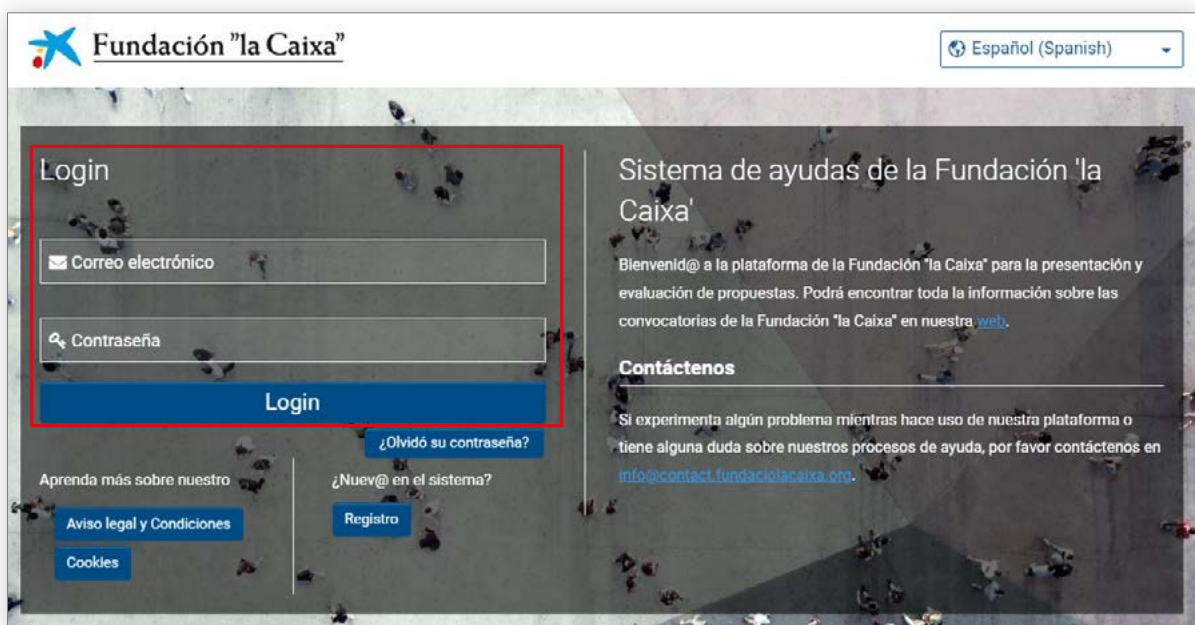 Fundación "la Caixa"
Español (Spanish)
Login
Correo electrónico
Contraseña
Login
¿Olvidó su contraseña?
Aprenda más sobre nuestro
Aviso legal y Condiciones
Cookies
¿Nuev@ en el sistema?
Registro
Sistema de ayudas de la Fundación 'la
Caixa'
Bienvenid@ a la plataforma de la Fundación "la Caixa" para la presentación y
evaluación de propuestas. Podrá encontrar toda la información sobre las
convocatorias de la Fundación "la Caixa" en nuestra web.
Contáctenos
Si experimenta algún problema mientras hace uso de nuestra plataforma o
tiene alguna duda sobre nuestros procesos de ayuda, por favor contáctenos en
info@contact.fundaciolacaixa.org.